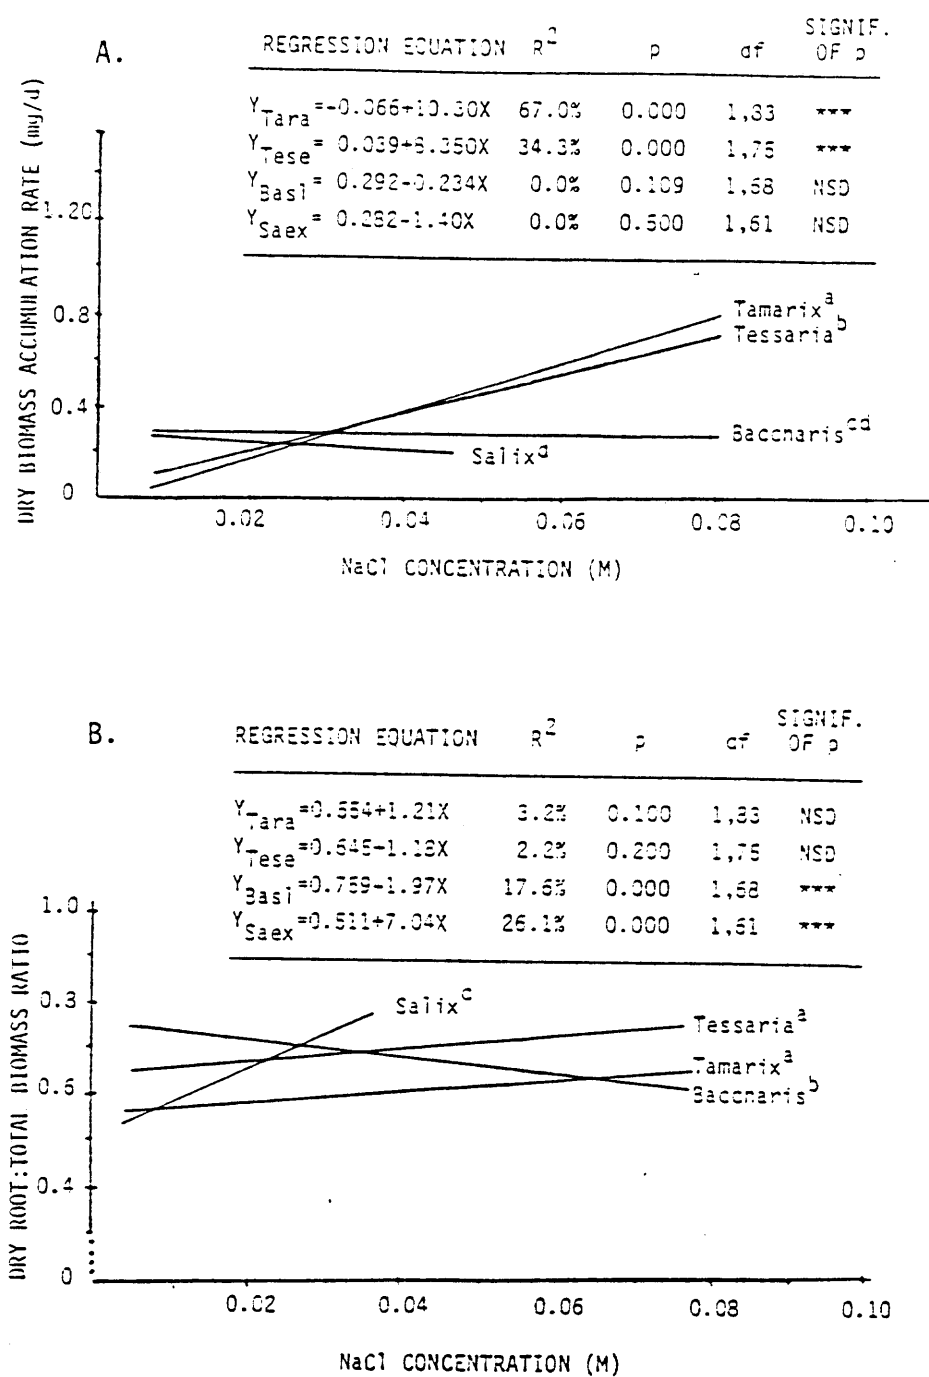 A.
REGRESSION EQUATION R2 p df SIGNIF. OF p
YTara=-0.066+10.30X 67.0% 0.000 1,83 ***
YTese= 0.039+8.350X 34.3% 0.000 1,75 ***
YBasl= 0.292-0.234X 0.0% 0.109 1,68 NSD
YSaex= 0.282-1.40X 0.0% 0.500 1,61 NSD
DRY BIOMASS ACCUMULATION RATE (mg/d)
1.20
0.8
0.4
0
Tamarix a
Tessaria b
Baccharis cd
Salix d
0.02 0.04 0.06 0.08 0.10
NaCl CONCENTRATION (M)
B.
REGRESSION EQUATION R2 p df SIGNIF. OF p
YTara=0.554+1.21X 3.2% 0.100 1,83 NSD
YTese=0.645-1.18X 2.2% 0.200 1,75 NSD
YBasl=0.759-1.97X 17.6% 0.000 1,68 ***
YSaex=0.511+7.04X 26.1% 0.000 1,61 ***
DRY ROOT:TOTAL BIOMASS RATIO
1.0
0.8
0.6
0.4
0
Salix c
Tessaria a
Tamarix a
Baccharis b
0.02 0.04 0.06 0.08 0.10
NaCl CONCENTRATION (M)